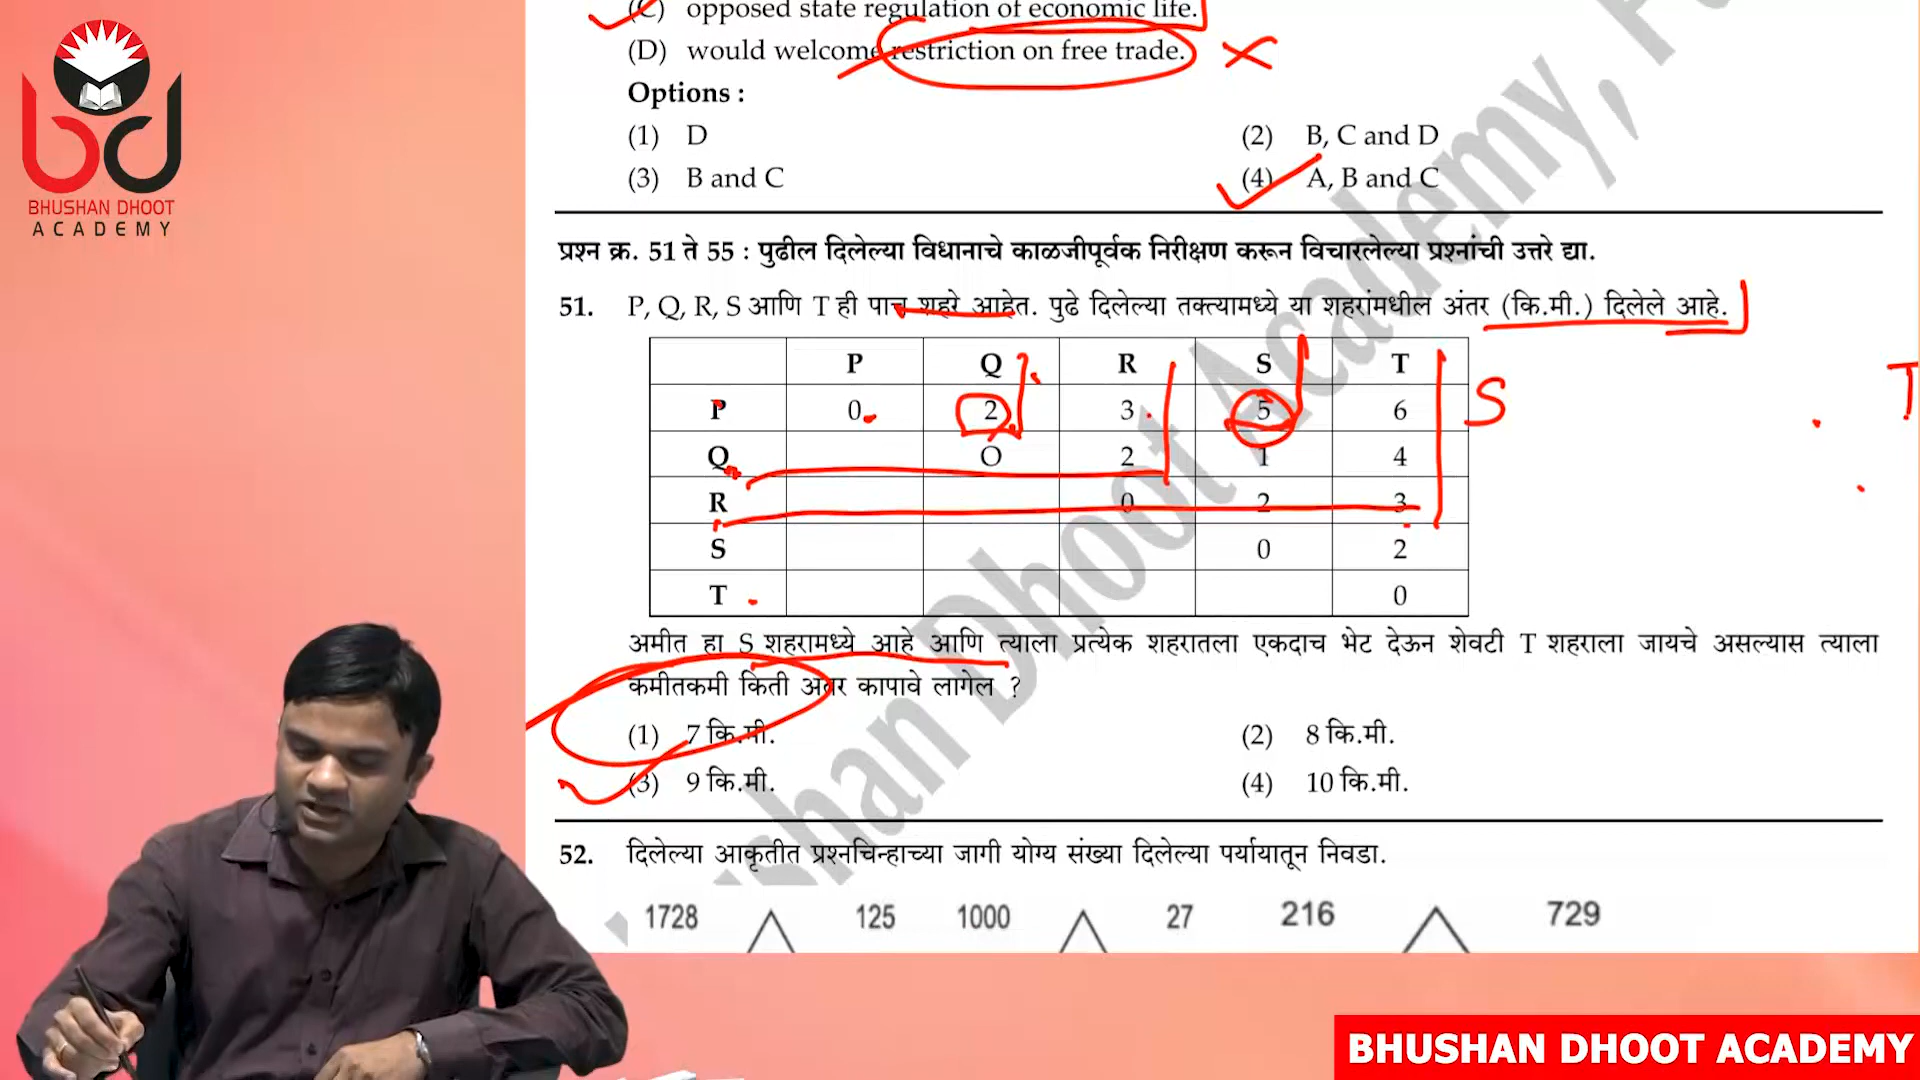 (C) opposed state regulation of economic life.
(D) would welcome restriction on free trade.
Options :
(1) D
(2) B, C and D
(3) B and C
(4) A, B and C
BHUSHAN DHOOT
ACADEMY
प्रश्न क्र. 51 ते 55 : पुढील दिलेल्या विधानाचे काळजीपूर्वक निरीक्षण करून विचारलेल्या प्रश्नांची उत्तरे द्या.
51. P, Q, R, S आणि T ही पाच शहरे आहेत. पुढे दिलेल्या तक्त्यामध्ये या शहरांमधील अंतर (कि.मी.) दिलेले आहे.
P Q R S T
P 0 2 3 5 6
Q O 2 1 4
R 0 2 3
S 0 2
T 0
S
T
अमीत हा S शहरामध्ये आहे आणि त्याला प्रत्येक शहरातला एकदाच भेट देऊन शेवटी T शहराला जायचे असल्यास त्याला
कमीतकमी किती अंतर कापावे लागेल ?
(1) 7 कि.मी.
(2) 8 कि.मी.
(3) 9 कि.मी.
(4) 10 कि.मी.
52. दिलेल्या आकृतीत प्रश्नचिन्हाच्या जागी योग्य संख्या दिलेल्या पर्यायातून निवडा.
1728 125 1000 27 216 729
Bhushan Dhoot Academy,
BHUSHAN DHOOT ACADEMY